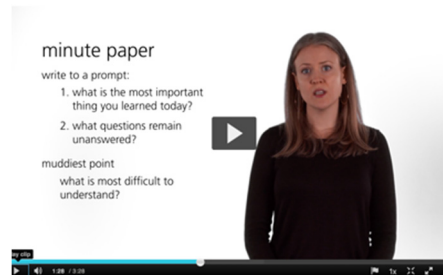 minute paper
write to a prompt:
1. what is the most important
thing you learned today?
2. what questions remain
unanswered?
muddiest point
what is most difficult to
understand?
1:28 / 3:28
1x